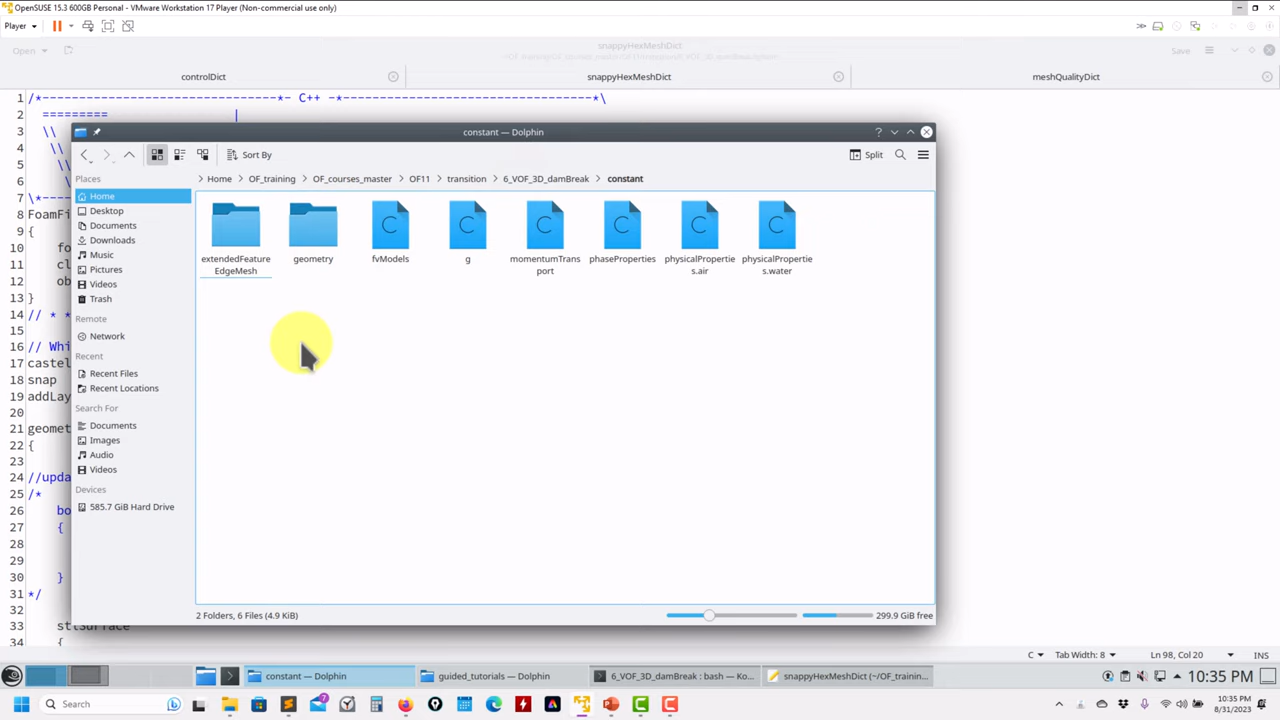 OpenSUSE 15.3 600GB Personal - VMware Workstation 17 Player (Non-commercial use only)
Player
Open
snappyHexMeshDict
Save
controlDict
snappyHexMeshDict
meshQualityDict
1 /*--------------------------------*- C++ -*----------------------------------*\
2 ========= |
3 \\
4 \\
5 \\
6 \\
7 \*
8 FoamFi
9 {
10 fo
11 cl
12 ob
13 }
14 // * *
15
16 // Whi
17 castel
18 snap
19 addLay
20
21 geomet
22 {
23
24 //upda
25 /*
26 bo
27 {
28
29
30 }
31 */
32
33 stlSurface
34 {
constant — Dolphin
Sort By
Split
Places
Home
Desktop
Documents
Downloads
Music
Pictures
Videos
Trash
Remote
Network
Recent
Recent Files
Recent Locations
Search For
Documents
Images
Audio
Videos
Devices
585.7 GiB Hard Drive
Home > OF_training > OF_courses_master > OF11 > transition > 6_VOF_3D_damBreak > constant
extendedFeature
EdgeMesh
geometry
fvModels
g
momentumTrans
port
phaseProperties
physicalPropertie
s.air
physicalPropertie
s.water
2 Folders, 6 Files (4.9 KiB)
299.9 GiB free
C
Tab Width: 8
Ln 98, Col 20
INS
constant — Dolphin
guided_tutorials — Dolphin
6_VOF_3D_damBreak : bash — Ko...
snappyHexMeshDict (~/OF_trainin...
10:35 PM
Search
7
10:35 PM
8/31/2023